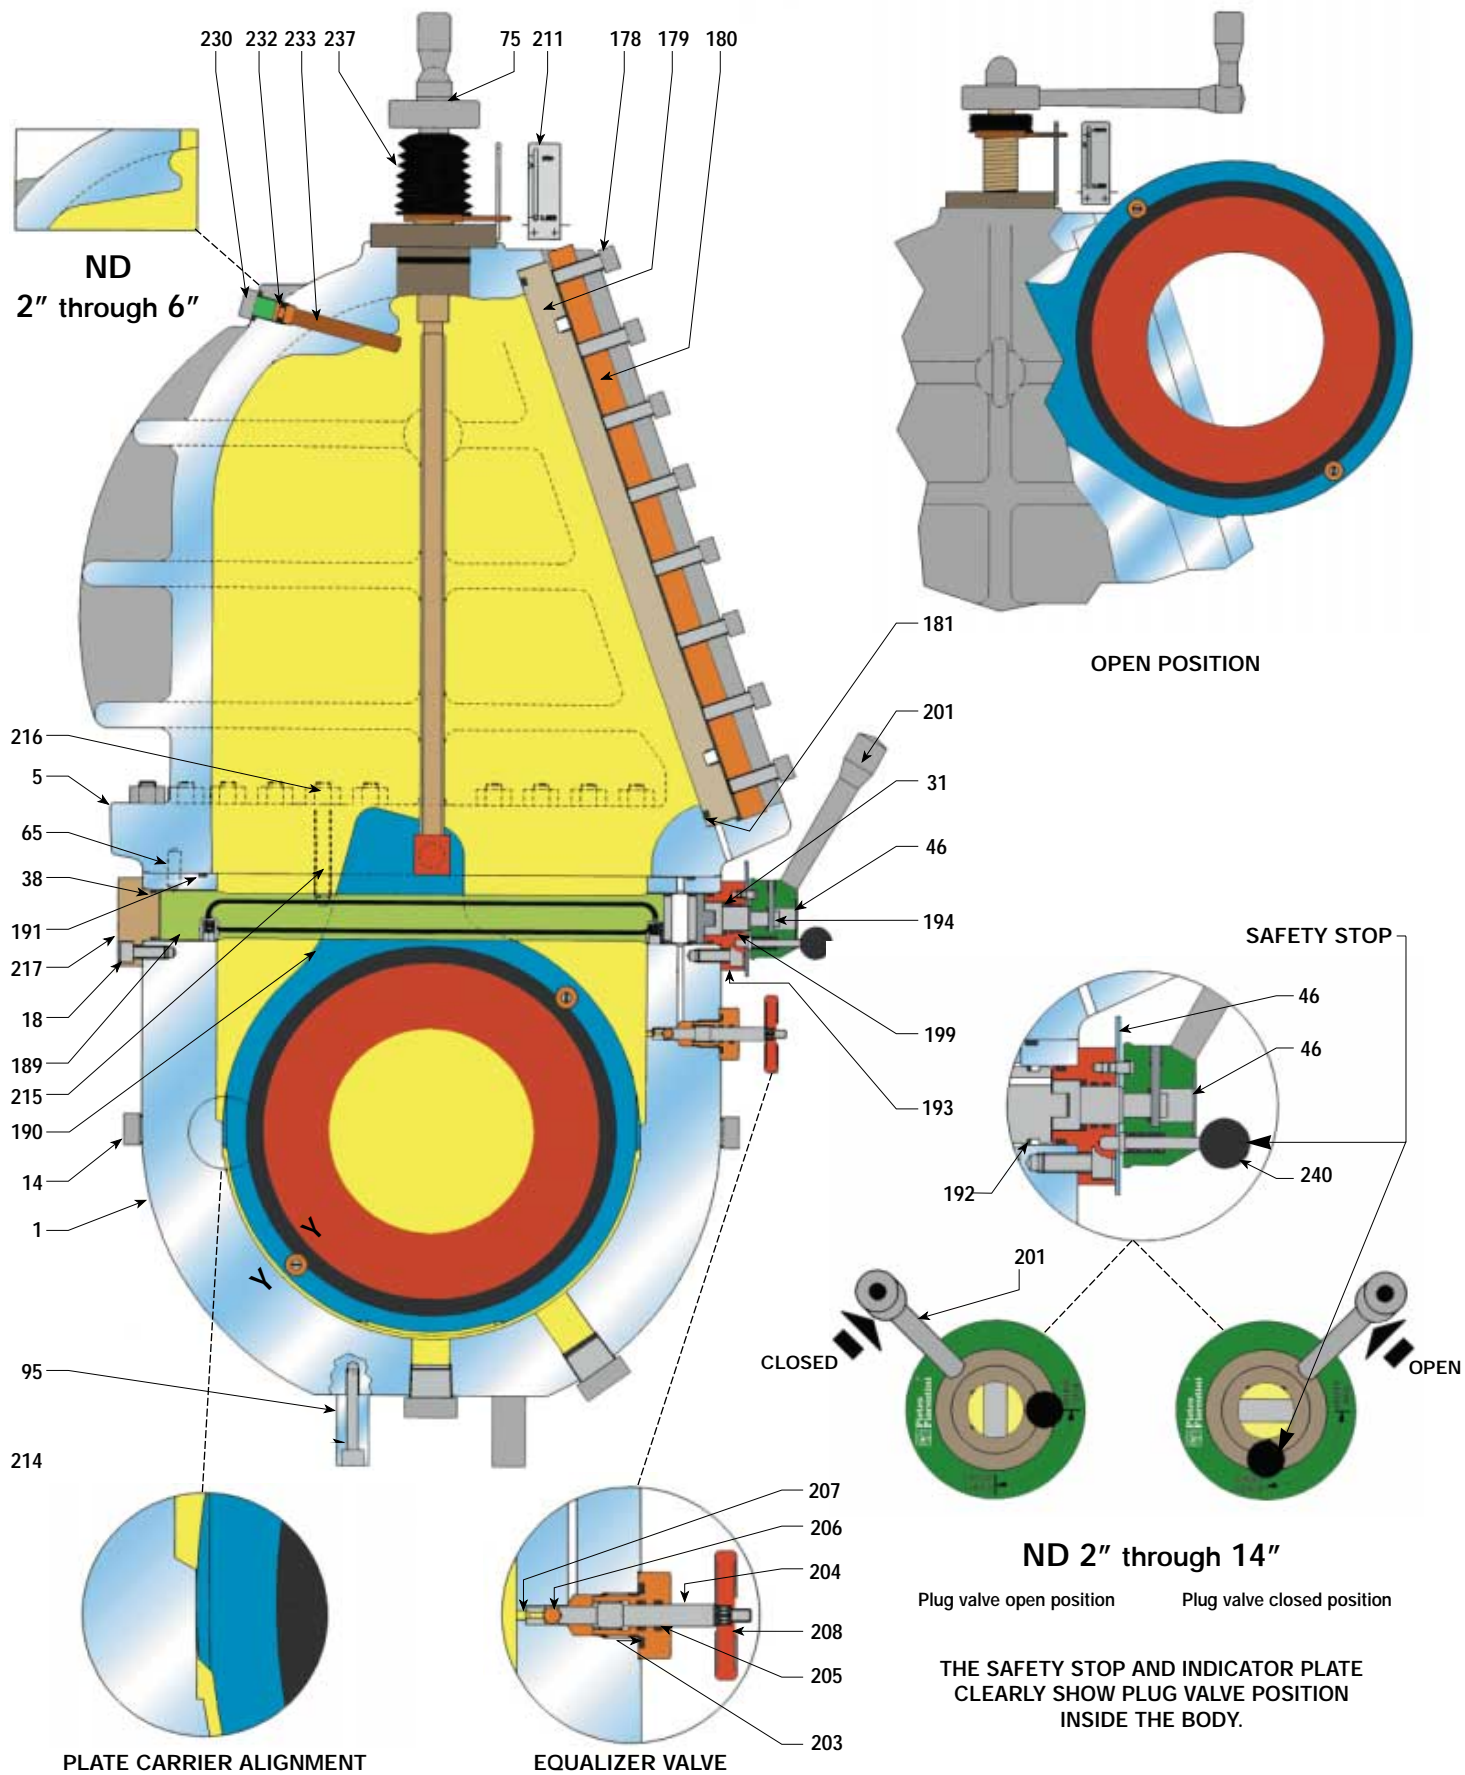 230 232 233 237 75 211 178 179 180
ND
2″ through 6″
181
OPEN POSITION
201
216
5
31
65
46
38
194
191
SAFETY STOP
217
46
18
199
46
189
215
193
190
240
14
192
1
201
CLOSED
OPEN
95
Pietro
Fiorentini
Pietro
Fiorentini
214
207
206
ND 2″ through 14″
204
Plug valve open position Plug valve closed position
208
THE SAFETY STOP AND INDICATOR PLATE
205
CLEARLY SHOW PLUG VALVE POSITION
INSIDE THE BODY.
203
PLATE CARRIER ALIGNMENT
EQUALIZER VALVE
Y
Y